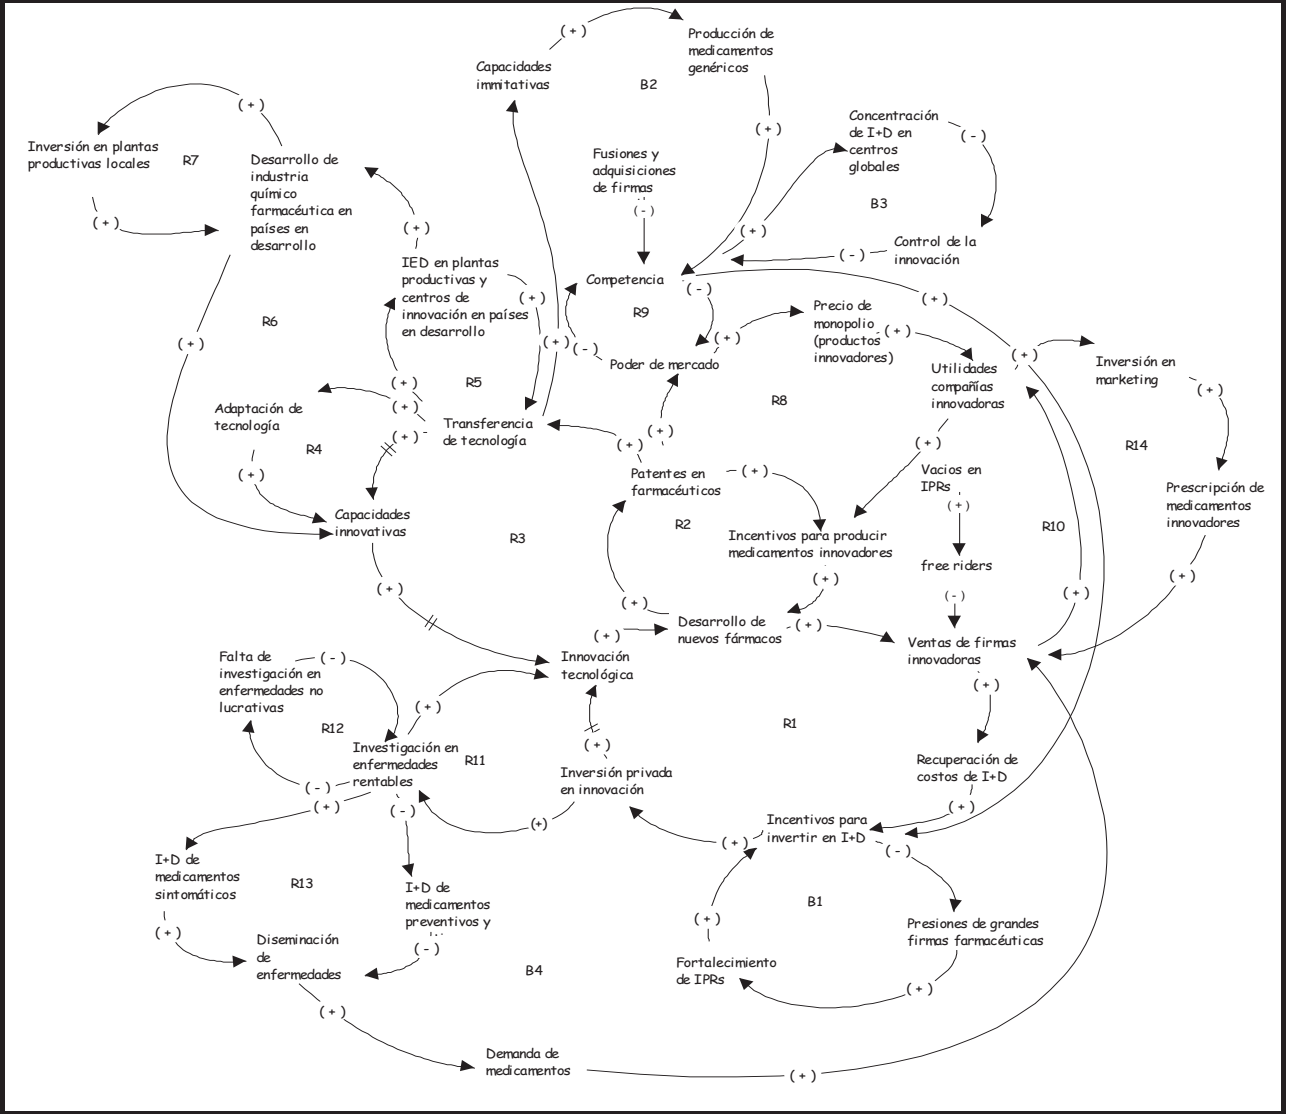 ( + )
Producción de
medicamentos
genéricos
Capacidades
immitativas
B2
( + )
( + )
Concentración
de I+D en
centros
globales
( - )
Inversión en plantas
productivas locales
R7
Desarrollo de
industria
químico
farmacéutica en
países en
desarrollo
Fusiones y
adquisiciones
de firmas
( - )
B3
( + )
( + )
( + )
Control de la
innovación
( - )
IED en plantas
productivas y
centros de
innovación en países
en desarrollo
Competencia
( - )
( + )
( + )
R9
Precio de
monopolio
(productos
innovadores)
R6
( + )
( + )
( - )
( + )
( + )
Poder de mercado
( + )
Utilidades
compañías
innovadoras
Inversión en
marketing
( + )
( + )
R5
( + )
R8
Adaptación de
tecnología
R4
( + )
Transferencia
de tecnología
( + )
( + )
( + )
R14
( + )
Patentes en
farmacéuticos
( + )
Vacios en
IPRs
( + )
Prescripción de
medicamentos
innovadores
Capacidades
innovativas
R3
R2
Incentivos para producir
medicamentos innovadores
R10
free riders
( + )
( + )
( + )
( - )
( + )
( + )
( + )
Desarrollo de
nuevos fármacos
( + )
Ventas de firmas
innovadoras
Falta de
investigación en
enfermedades no
lucrativas
( - )
Innovación
tecnológica
( + )
( + )
R12
R1
Investigación en
enfermedades
rentables
R11
( + )
Inversión privada
en innovación
Recuperación de
costos de I+D
( - )
( + )
( - )
(+)
( + )
Incentivos para
invertir en I+D
( + )
( - )
I+D de
medicamentos
sintomáticos
R13
I+D de
medicamentos
preventivos y
B1
( + )
Presiones de grandes
firmas farmacéuticas
( + )
Diseminación
de
enfermedades
( - )
B4
Fortalecimiento
de IPRs
( + )
( + )
Demanda de
medicamentos
( + )